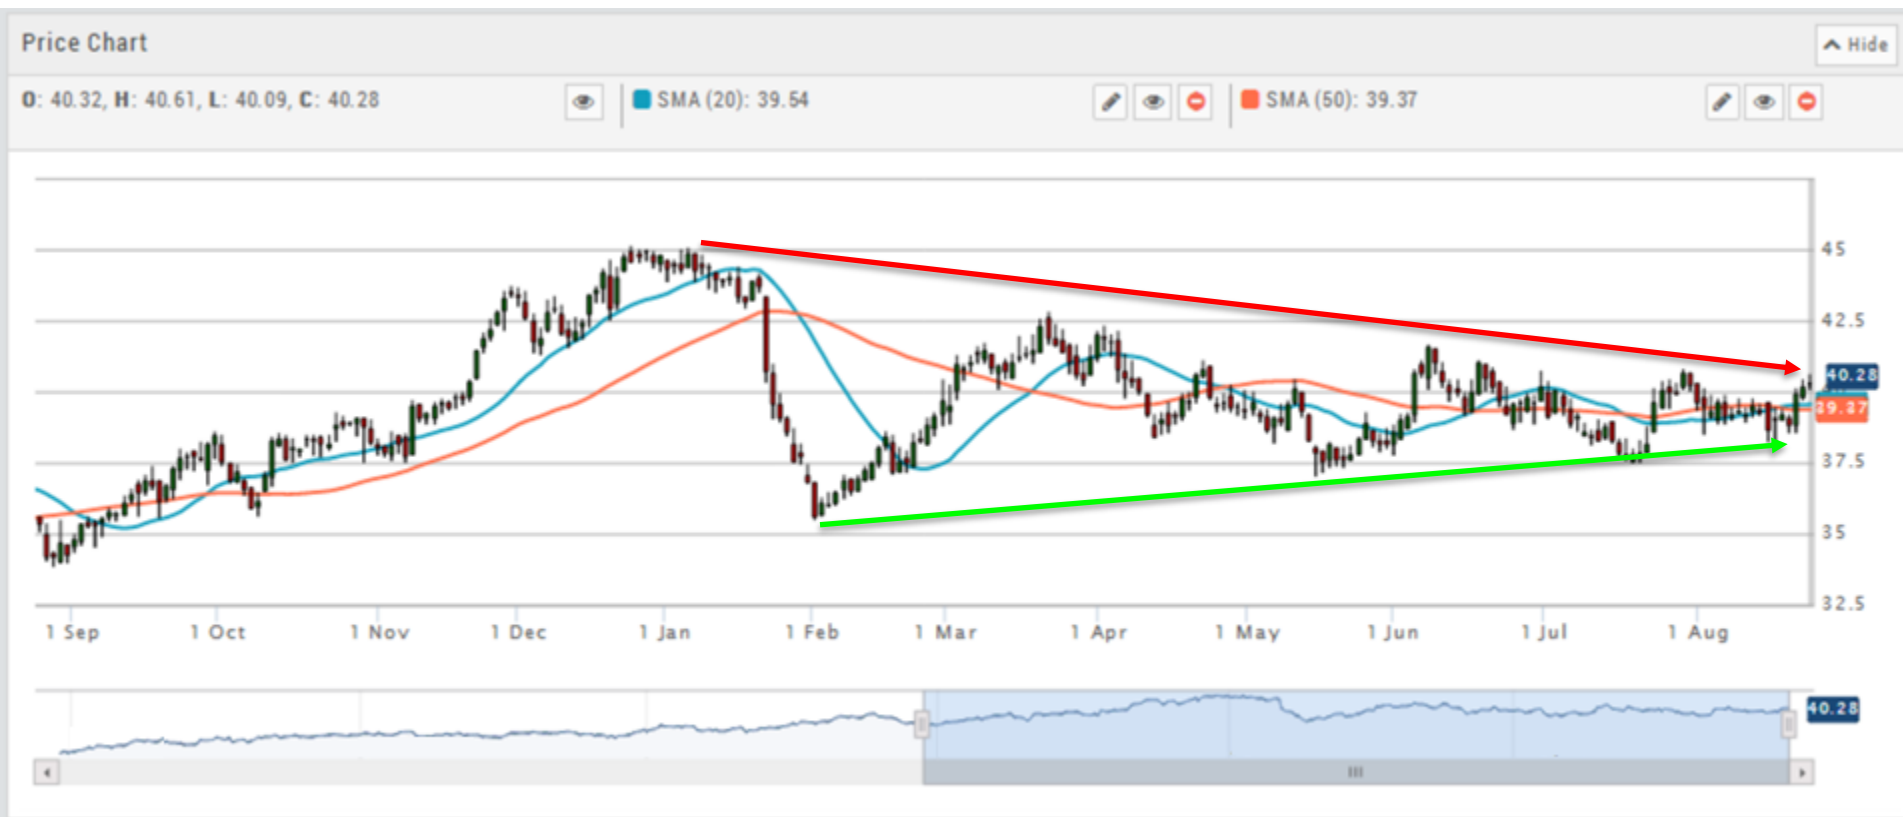 Price Chart
Hide
O: 40.32, H: 40.61, L: 40.09, C: 40.28
SMA (20): 39.54
SMA (50): 39.37
45
42.5
40.28
39.37
37.5
35
32.5
1 Sep 1 Oct 1 Nov 1 Dec 1 Jan 1 Feb 1 Mar 1 Apr 1 May 1 Jun 1 Jul 1 Aug
40.28